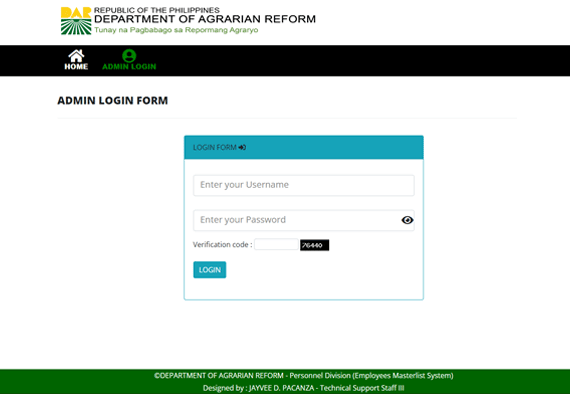 DAR
REPUBLIC OF THE PHILIPPINES
DEPARTMENT OF AGRARIAN REFORM
Tunay na Pagbabago sa Repormang Agraryo
HOME
ADMIN LOGIN
ADMIN LOGIN FORM
LOGIN FORM
Enter your Username
Enter your Password
Verification code : 76440
LOGIN
©DEPARTMENT OF AGRARIAN REFORM - Personnel Division (Employees Masterlist System)
Designed by : JAYVEE D. PACANZA - Technical Support Staff III